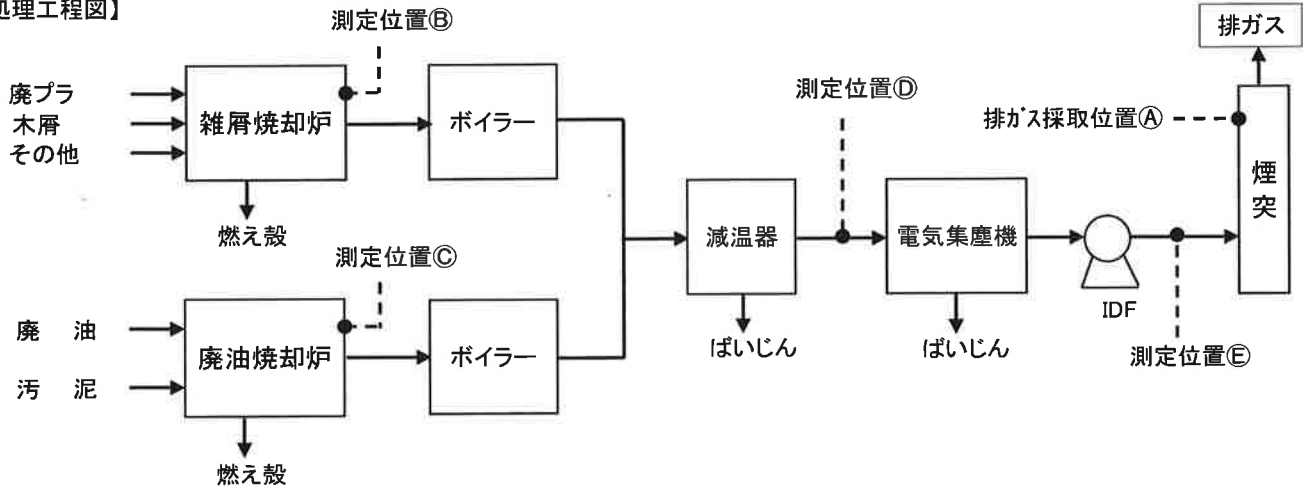 処理工程図】
測定位置Ⓑ
排ガス
廃プラ
木屑
その他
雑屑焼却炉
ボイラー
測定位置Ⓓ
排ｶﾞｽ採取位置Ⓐ
煙突
燃え殻
減温器
電気集塵機
測定位置Ⓒ
IDF
廃　油
汚　泥
廃油焼却炉
ボイラー
ばいじん
ばいじん
測定位置Ⓔ
燃え殻